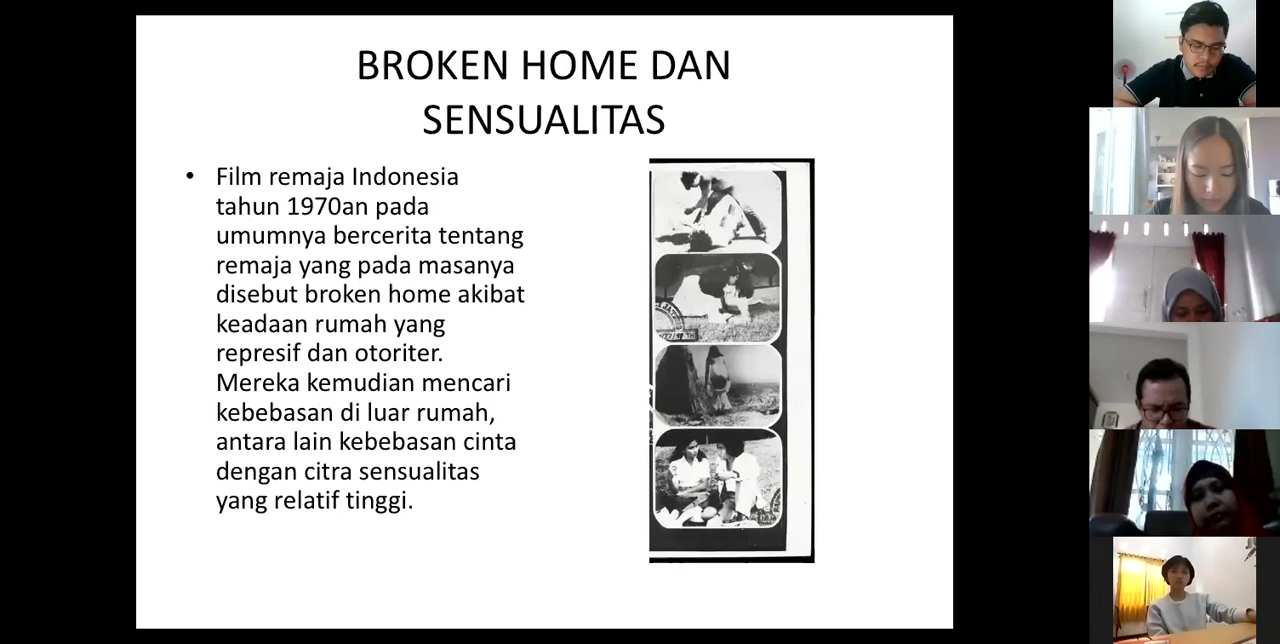 BROKEN HOME DAN
SENSUALITAS
• Film remaja Indonesia
tahun 1970an pada
umumnya bercerita tentang
remaja yang pada masanya
disebut broken home akibat
keadaan rumah yang
represif dan otoriter.
Mereka kemudian mencari
kebebasan di luar rumah,
antara lain kebebasan cinta
dengan citra sensualitas
yang relatif tinggi.